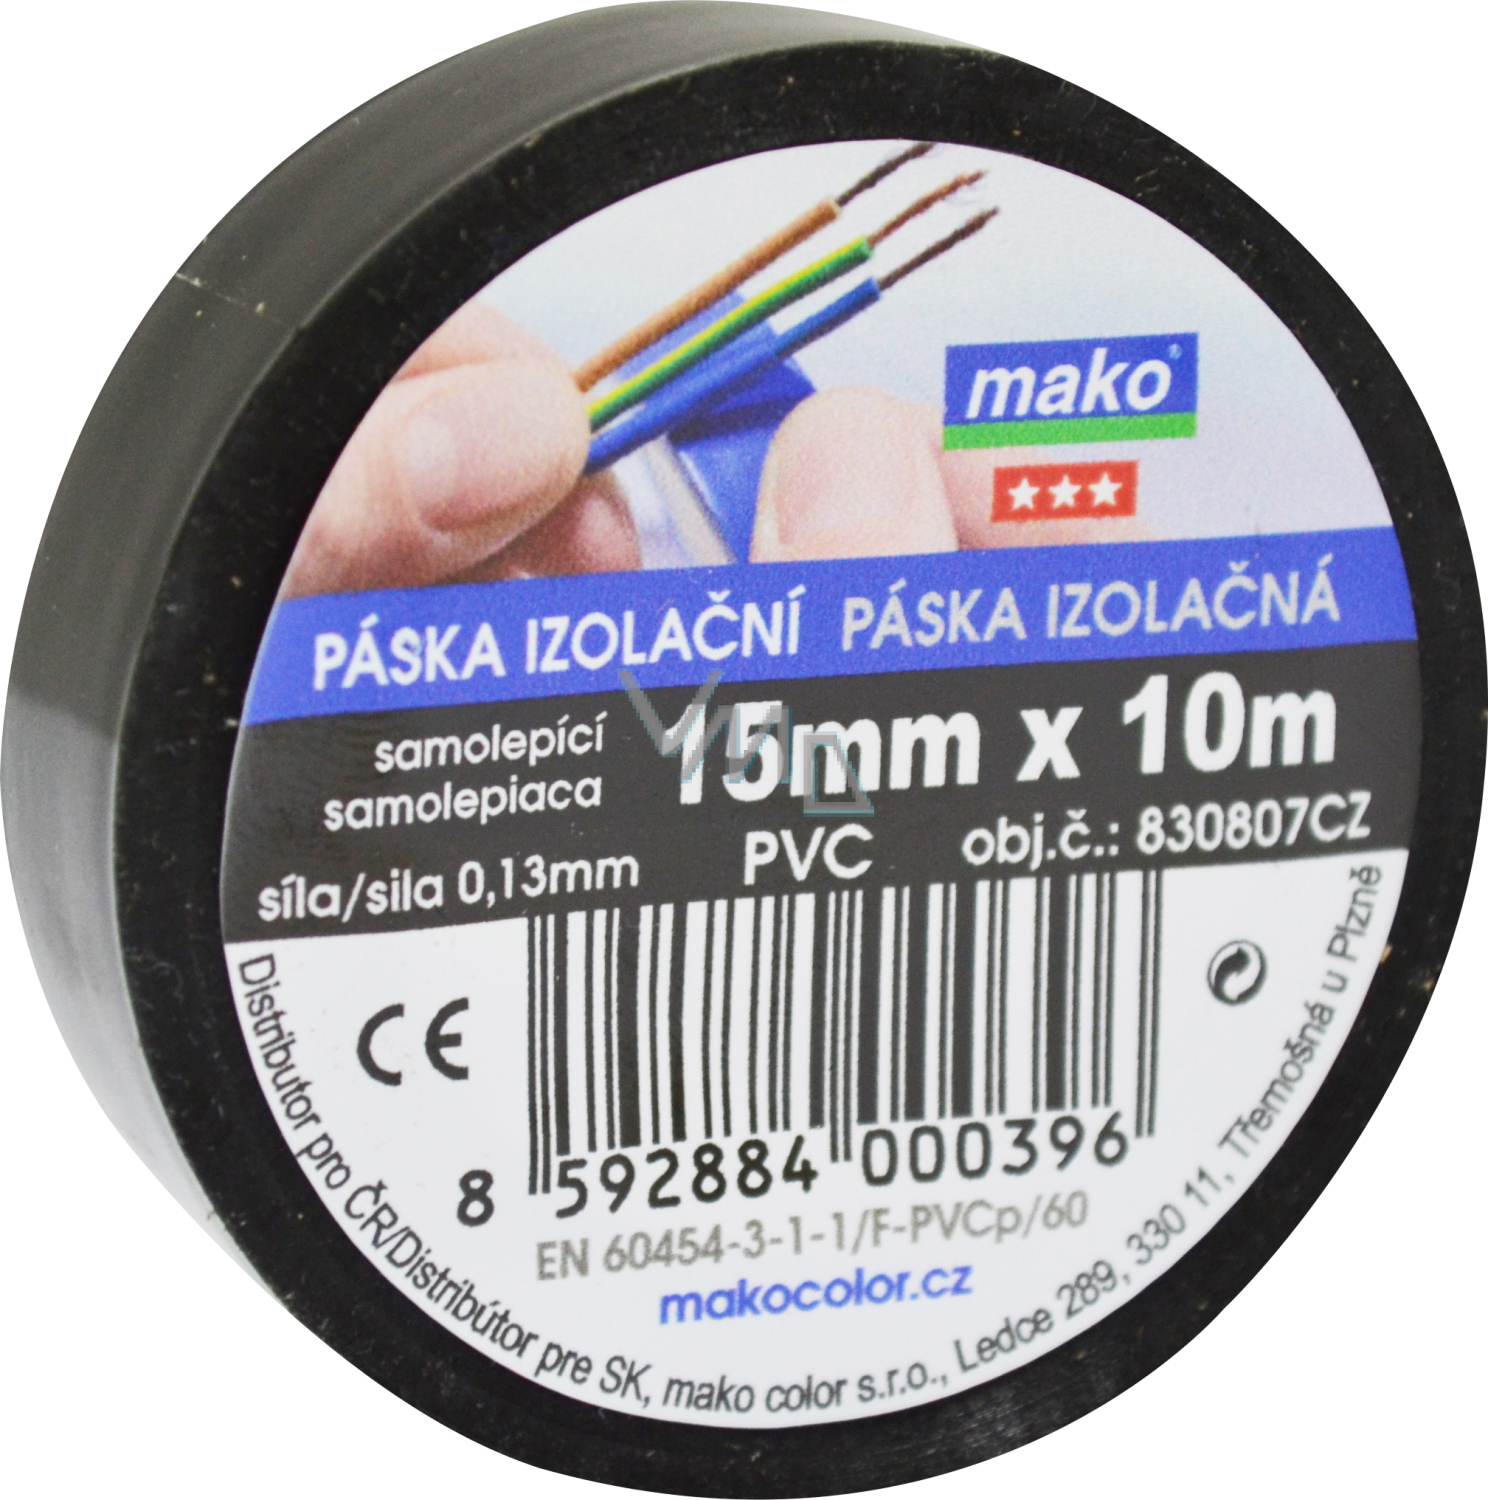 mako®
PÁSKA IZOLAČNÍ PÁSKA IZOLAČNÁ
samolepící
samolepiaca
15mm x 10m
síla/sila 0,13mm PVC obj.č.: 830807CZ
CE
8 592884 000396
EN 60454-3-1-1/F-PVCp/60
makocolor.cz
Distributor pro ČR/Distribútor pre SK, mako color s.r.o., Ledce 289, 330 11, Třemošná u Plzně
VMD